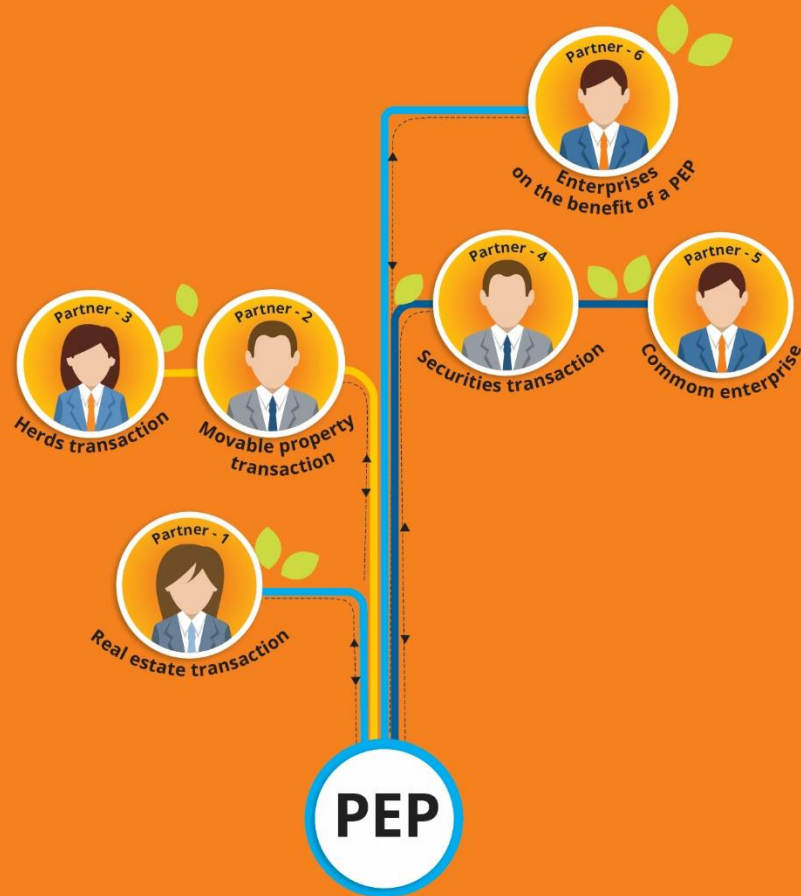 Partner - 6
Enterprises
on the benefit of a PEP
Partner - 4
Securities transaction
Partner - 5
Commom enterprise
Partner - 3
Herds transaction
Partner - 2
Movable property
transaction
Partner - 1
Real estate transaction
PEP